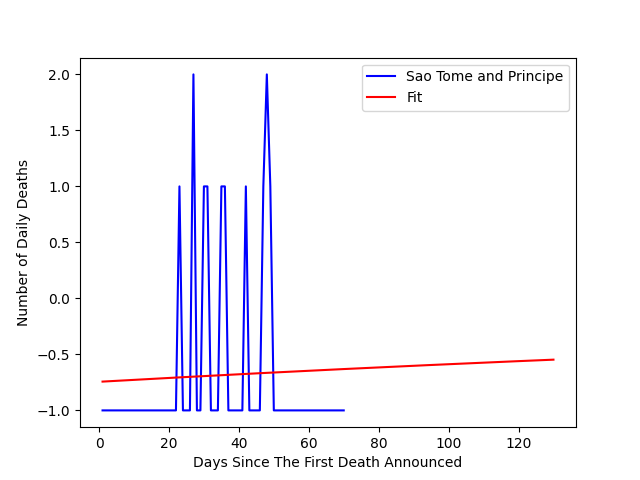 Sao Tome and Principe
Fit
Number of Daily Deaths
2.0
1.5
1.0
0.5
0.0
−0.5
−1.0
0 20 40 60 80 100 120
Days Since The First Death Announced